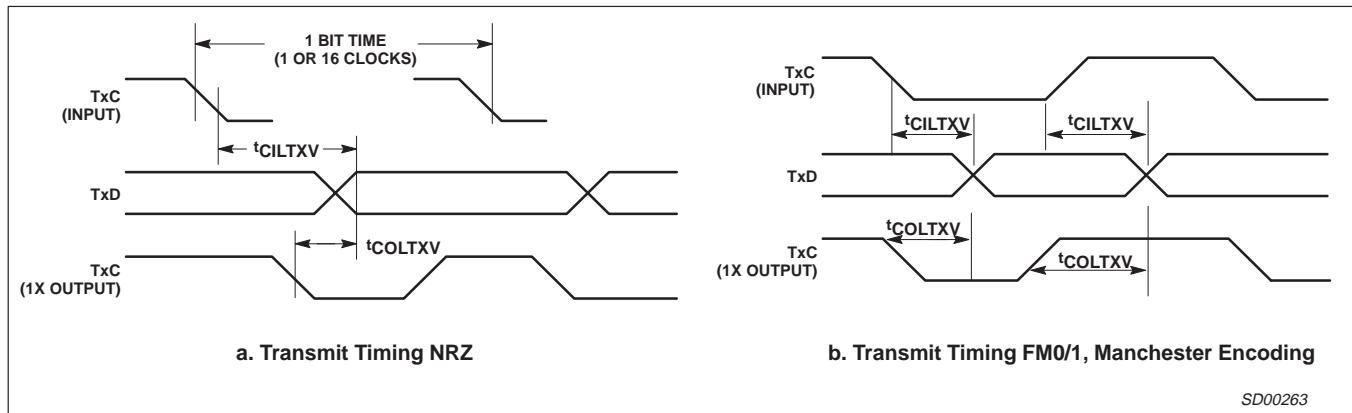 1 BIT TIME
(1 OR 16 CLOCKS)
TxC
(INPUT)
tCILTXV
TxD
tCOLTXV
TxC
(1X OUTPUT)
a. Transmit Timing NRZ
TxC
(INPUT)
tCILTXV
tCILTXV
TxD
tCOLTXV
tCOLTXV
TxC
(1X OUTPUT)
b. Transmit Timing FM0/1, Manchester Encoding
SD00263